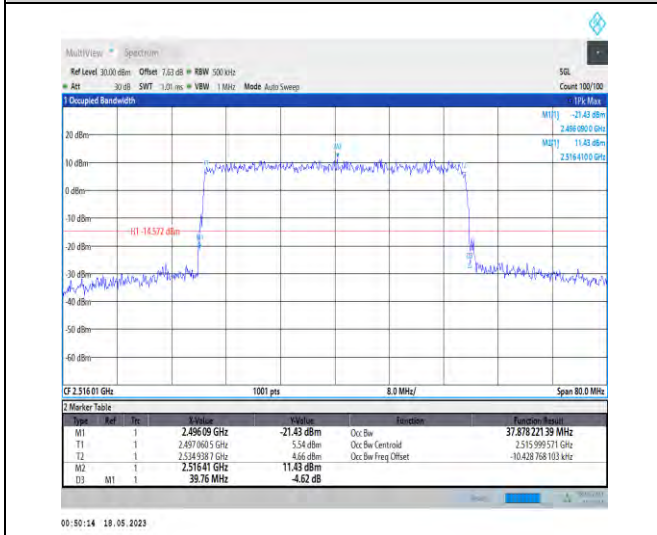 MultiView Spectrum
Ref Level 30.00 dBm Offset 7.63 dB RBW 500 kHz SGL
Att 30 dB SWT 1.01 ms VBW 1 MHz Mode Auto Sweep Count 100/100
1 Occupied Bandwidth 1Pk Max
M1[1] -21.43 dBm
2.496 090 0 GHz
M2[1] 11.43 dBm
2.516 410 0 GHz
20 dBm
M2
10 dBm
0 dBm
-10 dBm
H1 -14.572 dBm
-20 dBm
-30 dBm
-40 dBm
-50 dBm
-60 dBm
CF 2.516 01 GHz 1001 pts 8.0 MHz/ Span 80.0 MHz
2 Marker Table
Type Ref Trc X-Value Y-Value Function Function Result
M1 1 2.496 09 GHz -21.43 dBm Occ Bw 37.878 221 39 MHz
T1 1 2.497 060 5 GHz 5.54 dBm Occ Bw Centroid 2.515 999 571 GHz
T2 1 2.534 938 7 GHz 4.66 dBm Occ Bw Freq Offset -10.428 768 103 kHz
M2 1 2.516 41 GHz 11.43 dBm
D3 M1 1 39.76 MHz -4.62 dB
00:50:14 18.05.2023